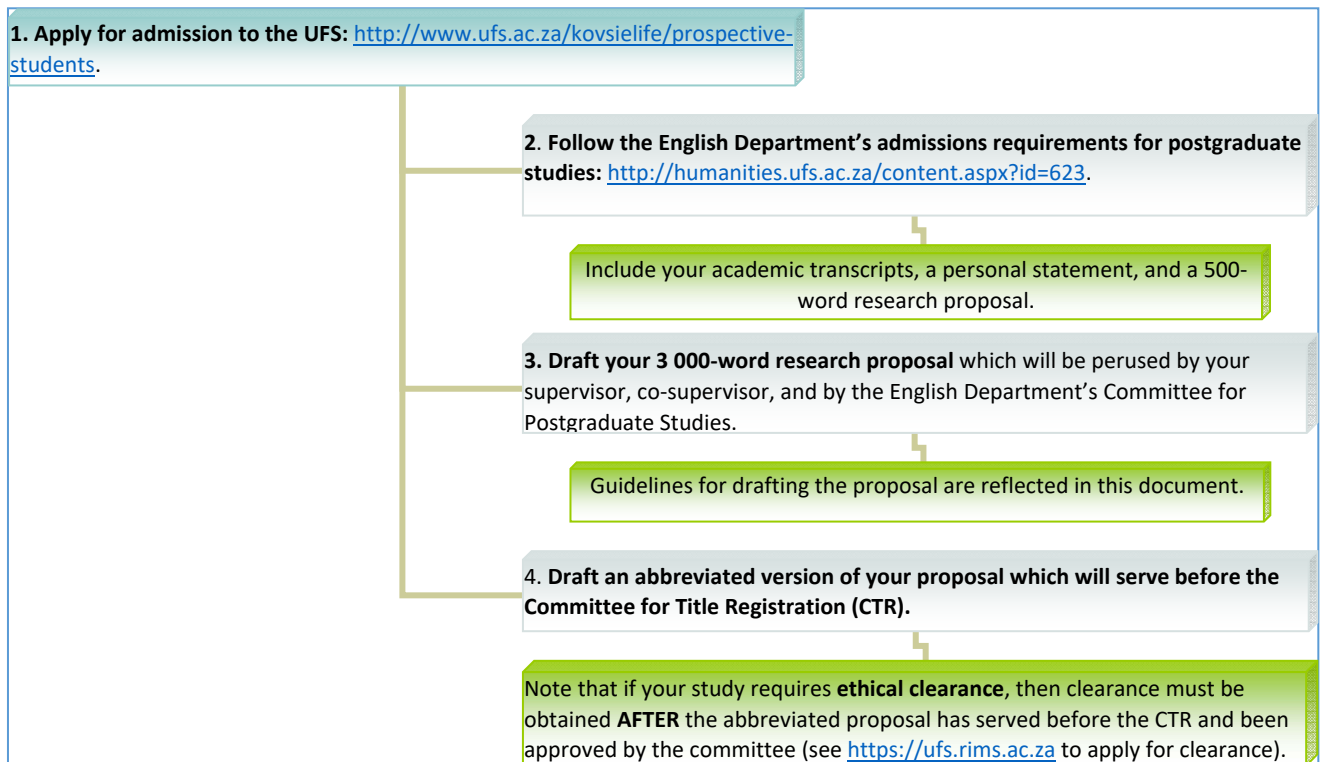 1. Apply for admission to the UFS: http://www.ufs.ac.za/kovsielife/prospective-
students.
2. Follow the English Department’s admissions requirements for postgraduate
studies: http://humanities.ufs.ac.za/content.aspx?id=623.
Include your academic transcripts, a personal statement, and a 500-
word research proposal.
3. Draft your 3 000-word research proposal which will be perused by your
supervisor, co-supervisor, and by the English Department’s Committee for
Postgraduate Studies.
Guidelines for drafting the proposal are reflected in this document.
4. Draft an abbreviated version of your proposal which will serve before the
Committee for Title Registration (CTR).
Note that if your study requires ethical clearance, then clearance must be
obtained AFTER the abbreviated proposal has served before the CTR and been
approved by the committee (see https://ufs.rims.ac.za to apply for clearance).